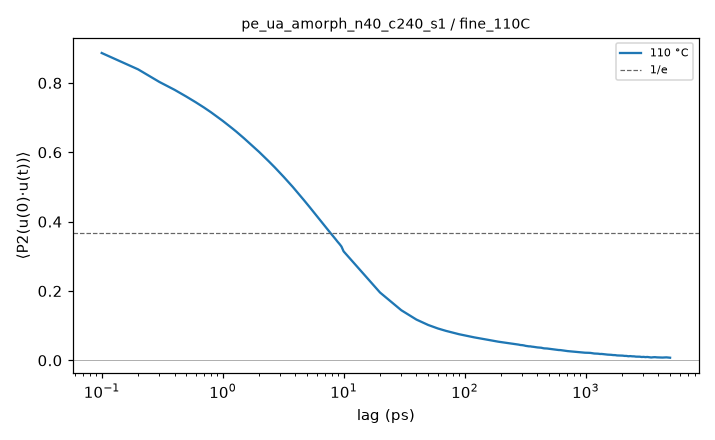 pe_ua_amorph_n40_c240_s1 / fine_110C
110 °C
1/e
⟨P2(u(0)·u(t))⟩
0.8
0.6
0.4
0.2
0.0
10⁻¹
10⁰
10¹
10²
10³
lag (ps)